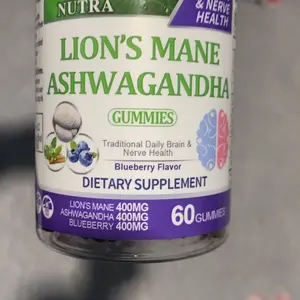 NUTRA
& NERVE
HEALTH
LION'S MANE
ASHWAGANDHA
GUMMIES
Traditional Daily Brain &
Nerve Health
Blueberry Flavor
DIETARY SUPPLEMENT
LION'S MANE 400MG
ASHWAGANDHA 400MG
BLUEBERRY 400MG
60 GUMMIES